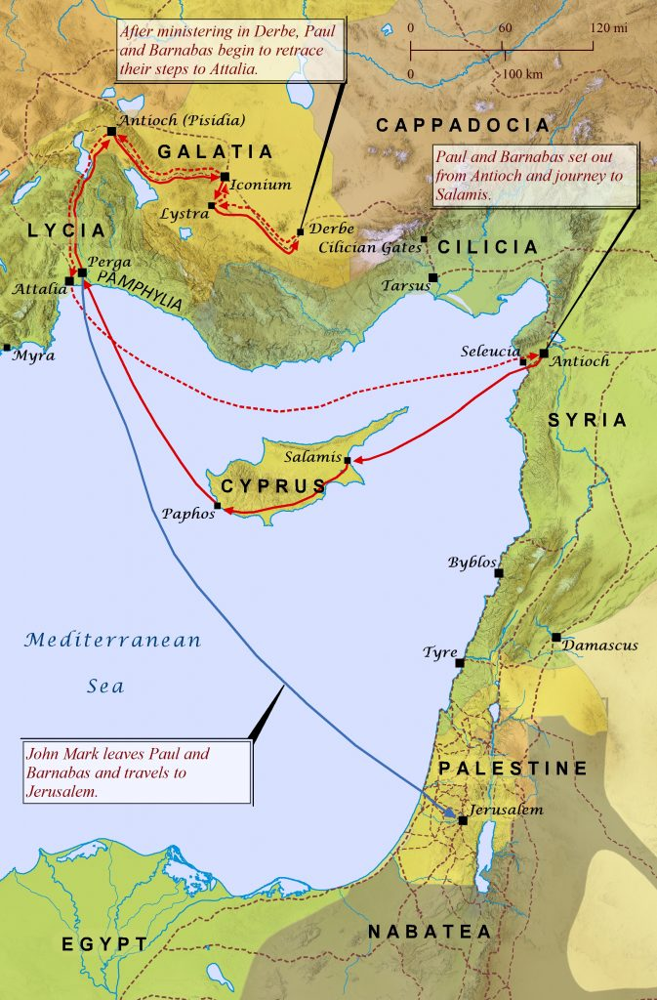 After ministering in Derbe, Paul
and Barnabas begin to retrace
their steps to Attalia.
0 60 120 mi
0 100 km
Antioch (Pisidia)
CAPPADOCIA
GALATIA
Paul and Barnabas set out
from Antioch and journey to
Salamis.
Iconium
Lystra
Derbe
LYCIA
Cilician Gates
CILICIA
Perga
Attalia
PAMPHYLIA
Tarsus
Myra
Seleucia
Antioch
SYRIA
Salamis
CYPRUS
Paphos
Byblos
Mediterranean
Sea
Tyre
Damascus
John Mark leaves Paul and
Barnabas and travels to
Jerusalem.
PALESTINE
Jerusalem
NABATEA
EGYPT